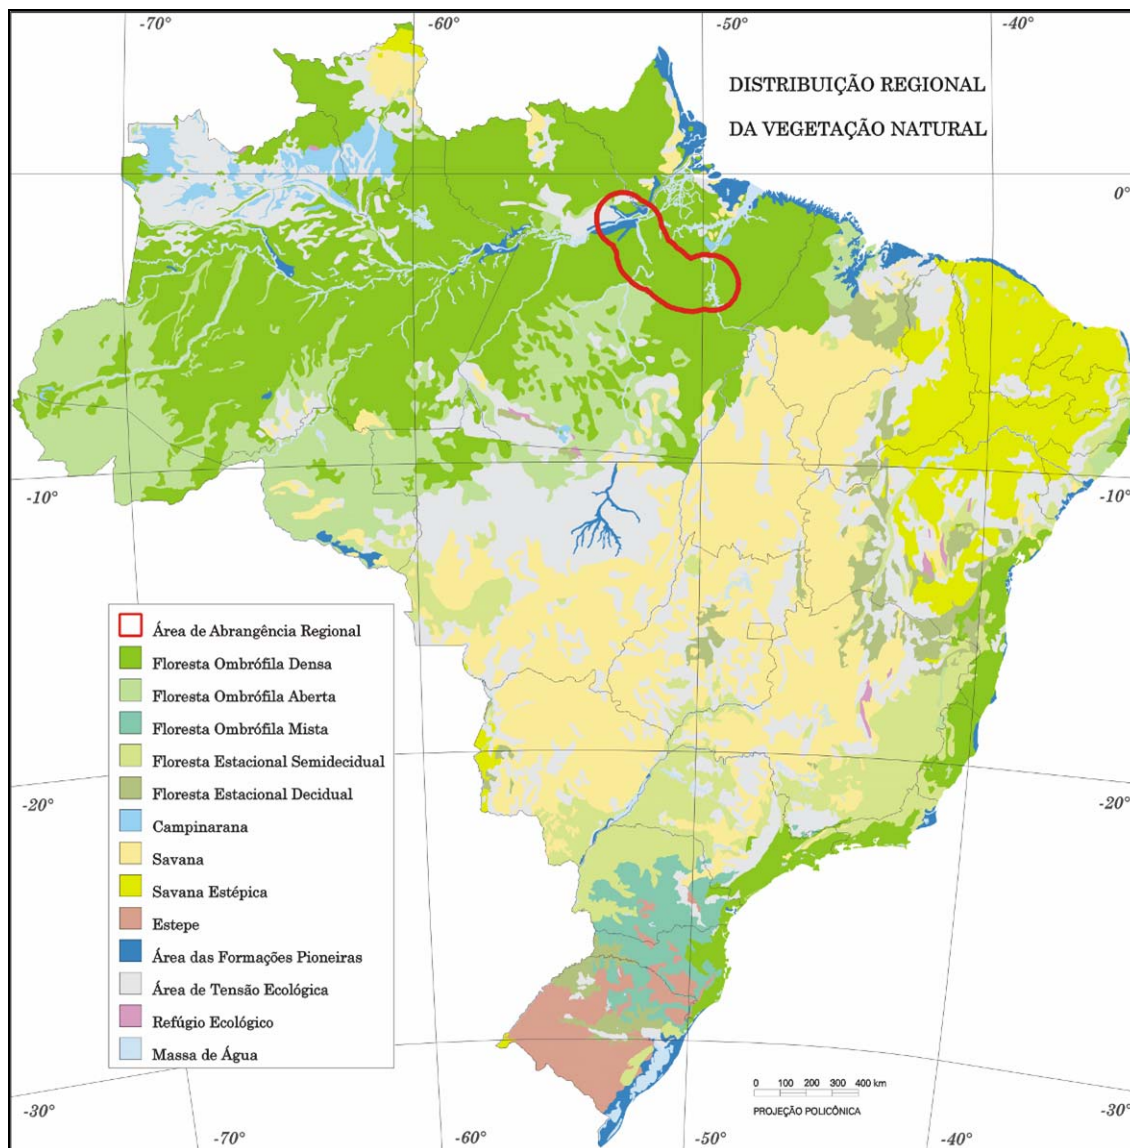 -70°
-60°
-50°
-40°
DISTRIBUIÇÃO REGIONAL
DA VEGETAÇÃO NATURAL
0°
-10°
-10°
Área de Abrangência Regional
Floresta Ombrófila Densa
Floresta Ombrófila Aberta
Floresta Ombrófila Mista
Floresta Estacional Semidecidual
Floresta Estacional Decidual
Campinarana
Savana
Savana Estépica
Estepe
Área das Formações Pioneiras
Área de Tensão Ecológica
Refúgio Ecológico
Massa de Água
-20°
-20°
0 100 200 300 400 km
PROJEÇÃO POLICÔNICA
-30°
-30°
-70°
-60°
-50°
-40°